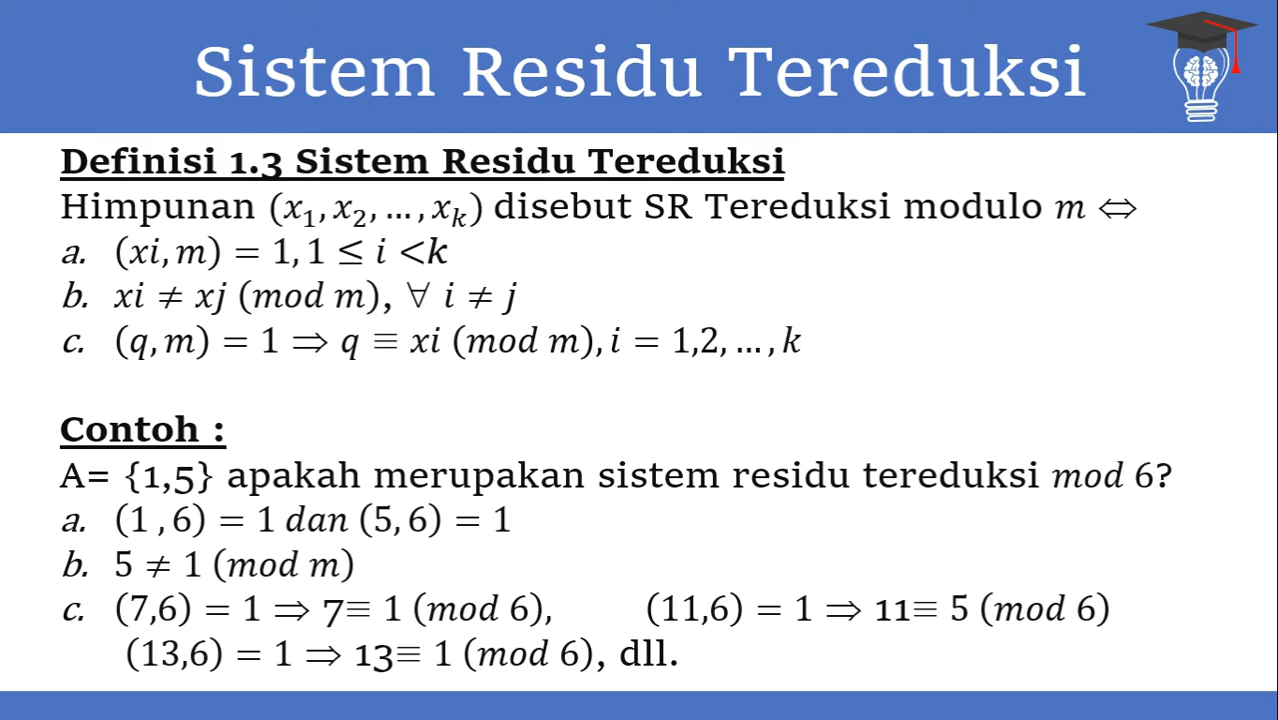 Sistem Residu Tereduksi
Definisi 1.3 Sistem Residu Tereduksi
Himpunan (x₁, x₂, ... , xₖ) disebut SR Tereduksi modulo m ⇔
a. (xi, m) = 1, 1 ≤ i <k
b. xi ≠ xj (mod m), ∀ i ≠ j
c. (q, m) = 1 ⇒ q ≡ xi (mod m), i = 1,2, ... , k
Contoh :
A= {1,5} apakah merupakan sistem residu tereduksi mod 6?
a. (1 , 6) = 1 dan (5, 6) = 1
b. 5 ≠ 1 (mod m)
c. (7,6) = 1 ⇒ 7≡ 1 (mod 6), (11,6) = 1 ⇒ 11≡ 5 (mod 6)
(13,6) = 1 ⇒ 13≡ 1 (mod 6), dll.